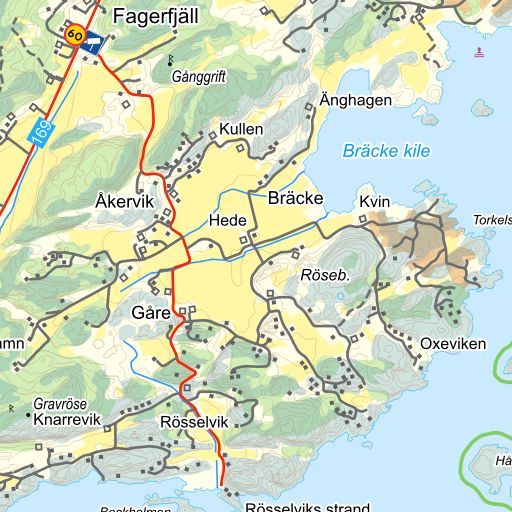 Fagerfjäll
60
Gånggrift
Änghagen
169
Kullen
Bräcke kile
Åkervik
Bräcke
Kvin
Hede
Torkels
Röseb.
Gåre
amn
Oxeviken
Gravröse
Knarrevik
Rösselvik
Hå
Rösselviks strand